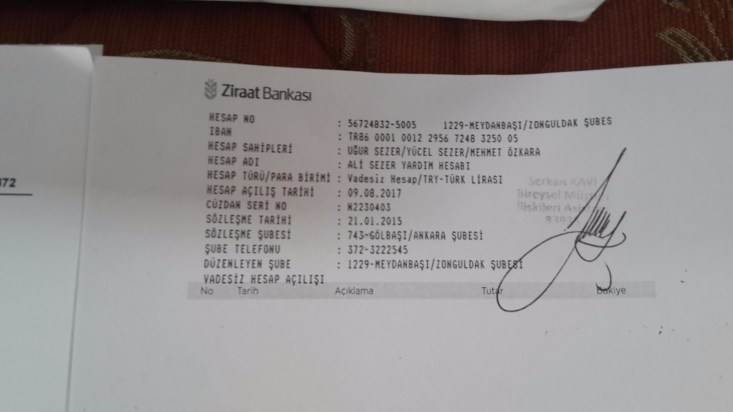 Ziraat Bankası
HESAP NO : 56724832-5005 1229-MEYDANBAŞI/ZONGULDAK ŞUBES
IBAN : TR86 0001 0012 2956 7248 3250 05
HESAP SAHİPLERİ : UĞUR SEZER/YÜCEL SEZER/MEHMET ÖZKARA
HESAP ADI : ALİ SEZER YARDIM HESABI
HESAP TÜRÜ/PARA BİRİMİ : Vadesiz Hesap/TRY-TÜRK LİRASI
HESAP AÇILIŞ TARİHİ : 09.08.2017
CÜZDAN SERİ NO : N2230403
SÖZLEŞME TARİHİ : 21.01.2015
SÖZLEŞME ŞUBESİ : 743-GÖLBAŞI/ANKARA ŞUBESİ
ŞUBE TELEFONU : 372-3222545
DÜZENLEYEN ŞUBE : 1229-MEYDANBAŞI/ZONGULDAK ŞUBESİ
VADESİZ HESAP AÇILIŞI
No Tarih Açıklama Tutar Bakiye
Serkan
Bireysel
372